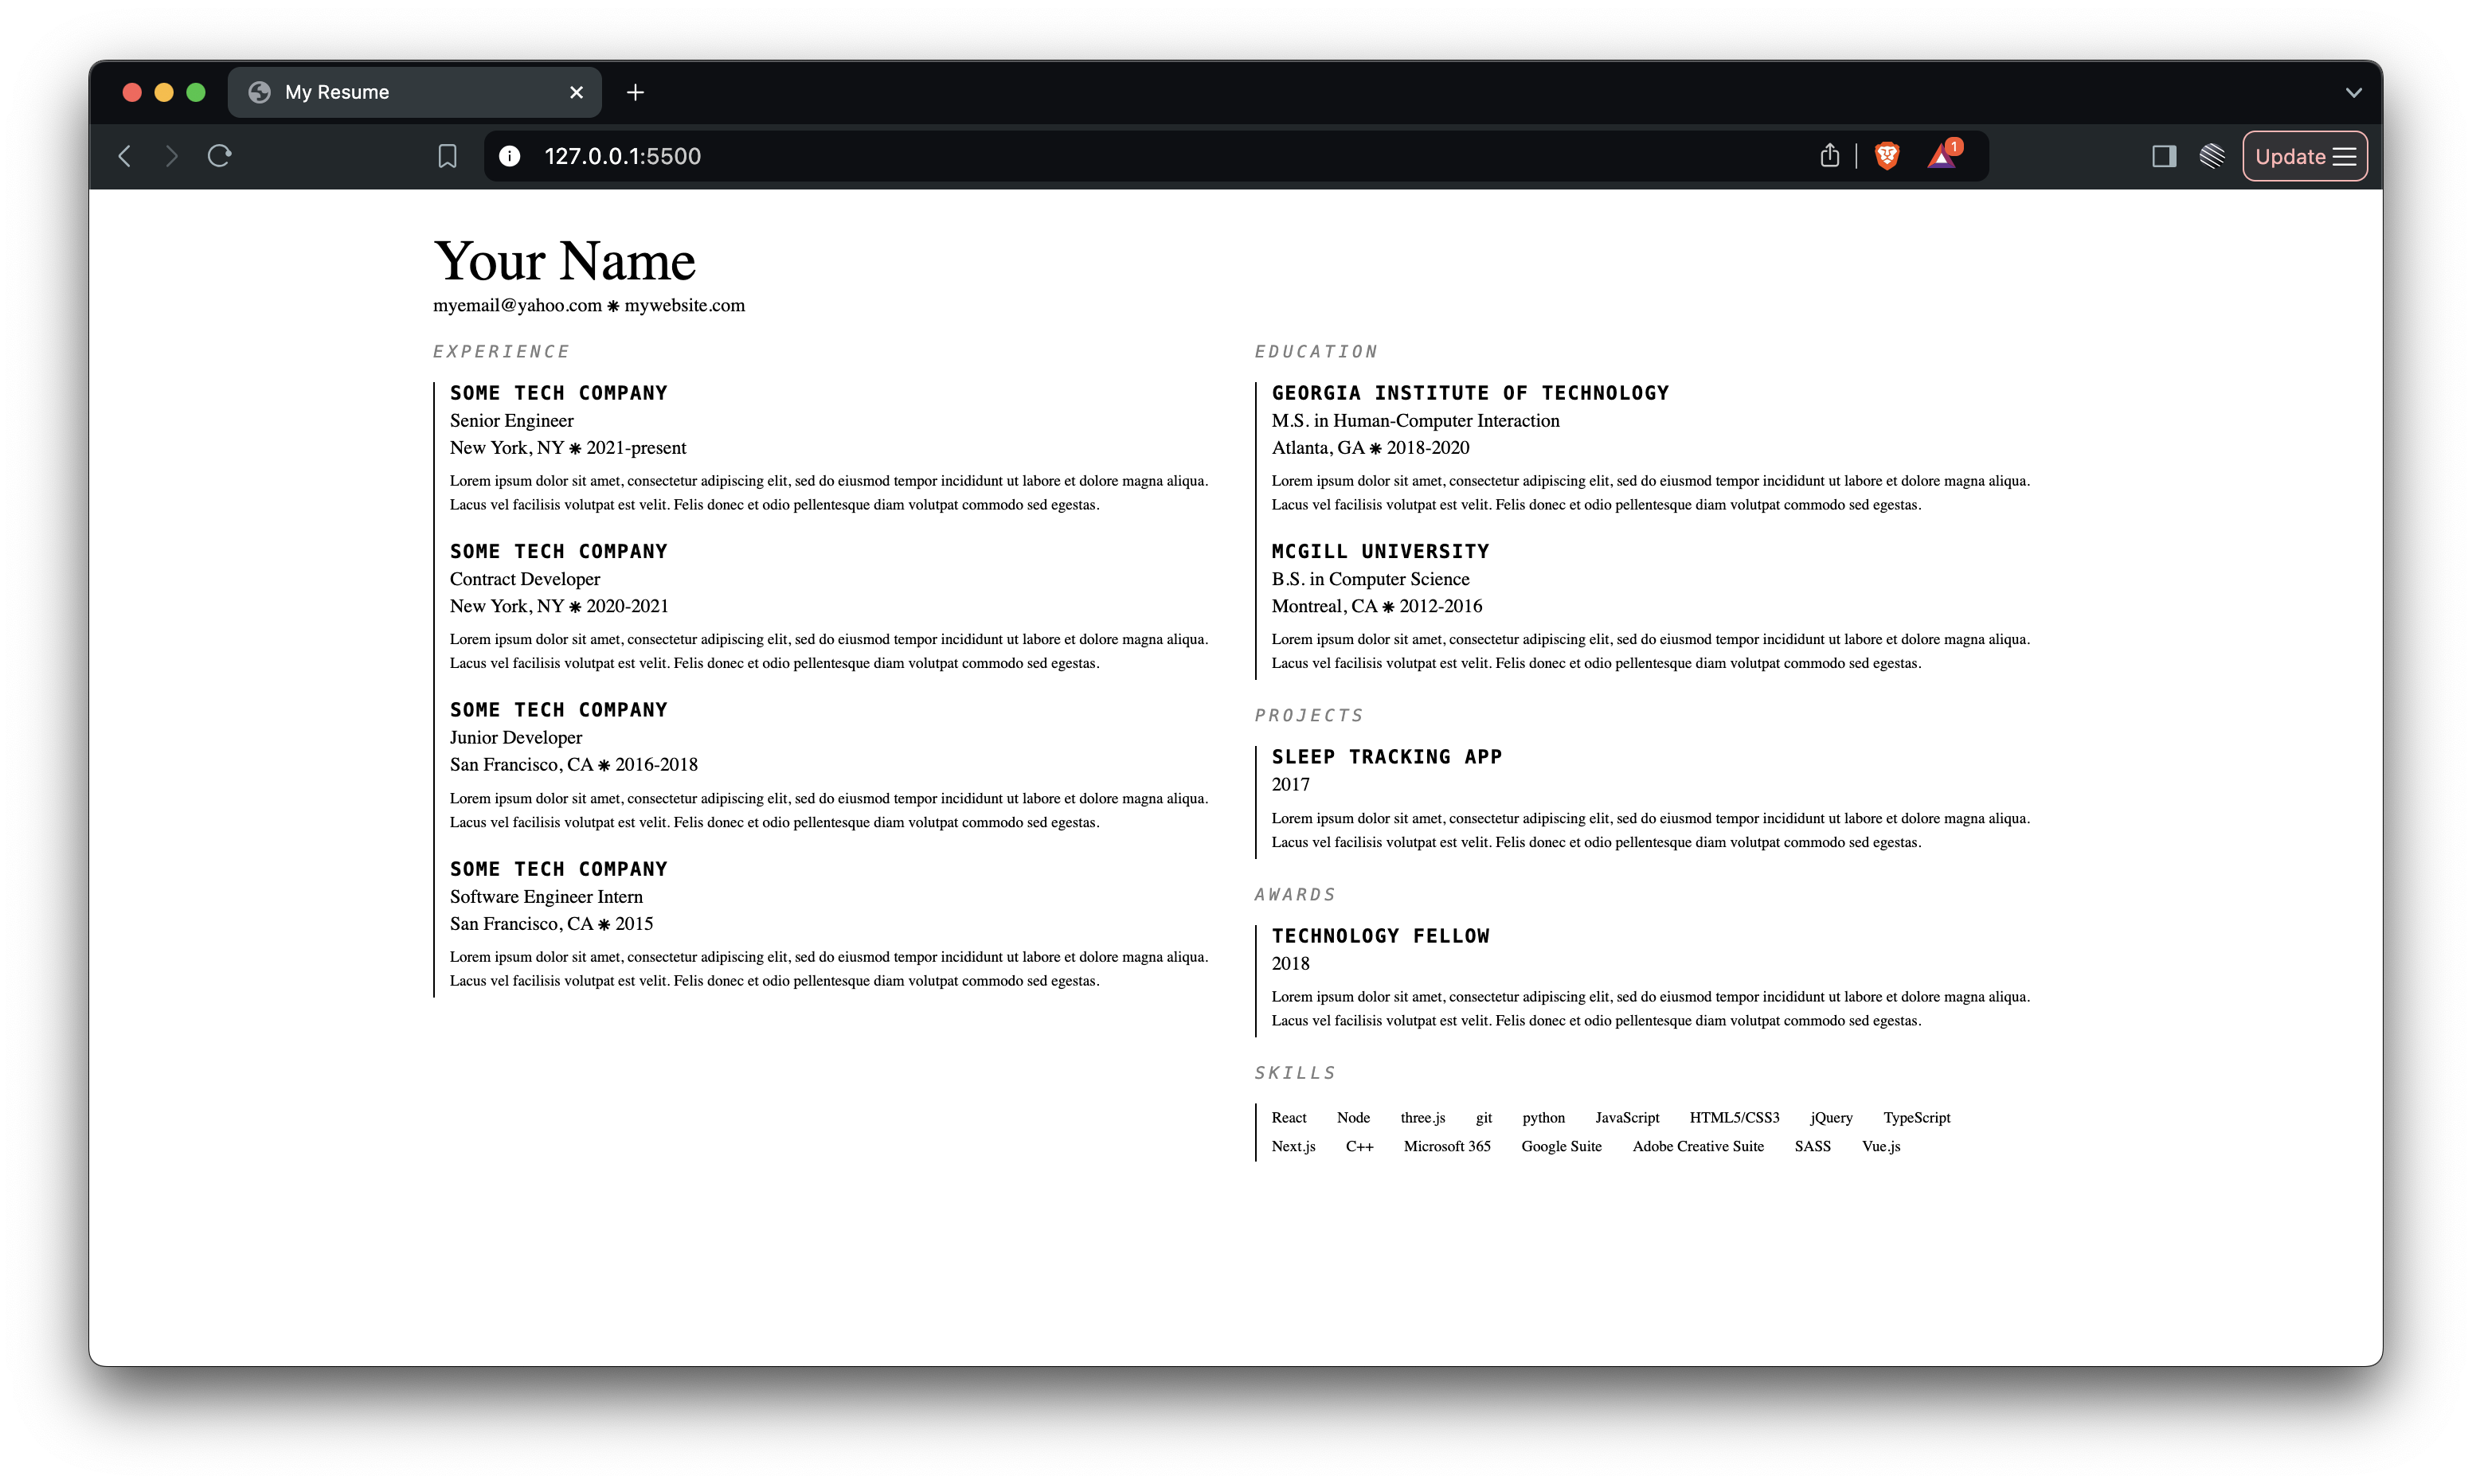 My Resume
127.0.0.1:5500
1
Update
Your Name
myemail@yahoo.com ⁕ mywebsite.com
EXPERIENCE
SOME TECH COMPANY
Senior Engineer
New York, NY ⁕ 2021-present
Lorem ipsum dolor sit amet, consectetur adipiscing elit, sed do eiusmod tempor incididunt ut labore et dolore magna aliqua.
Lacus vel facilisis volutpat est velit. Felis donec et odio pellentesque diam volutpat commodo sed egestas.
SOME TECH COMPANY
Contract Developer
New York, NY ⁕ 2020-2021
Lorem ipsum dolor sit amet, consectetur adipiscing elit, sed do eiusmod tempor incididunt ut labore et dolore magna aliqua.
Lacus vel facilisis volutpat est velit. Felis donec et odio pellentesque diam volutpat commodo sed egestas.
SOME TECH COMPANY
Junior Developer
San Francisco, CA ⁕ 2016-2018
Lorem ipsum dolor sit amet, consectetur adipiscing elit, sed do eiusmod tempor incididunt ut labore et dolore magna aliqua.
Lacus vel facilisis volutpat est velit. Felis donec et odio pellentesque diam volutpat commodo sed egestas.
SOME TECH COMPANY
Software Engineer Intern
San Francisco, CA ⁕ 2015
Lorem ipsum dolor sit amet, consectetur adipiscing elit, sed do eiusmod tempor incididunt ut labore et dolore magna aliqua.
Lacus vel facilisis volutpat est velit. Felis donec et odio pellentesque diam volutpat commodo sed egestas.
EDUCATION
GEORGIA INSTITUTE OF TECHNOLOGY
M.S. in Human-Computer Interaction
Atlanta, GA ⁕ 2018-2020
Lorem ipsum dolor sit amet, consectetur adipiscing elit, sed do eiusmod tempor incididunt ut labore et dolore magna aliqua.
Lacus vel facilisis volutpat est velit. Felis donec et odio pellentesque diam volutpat commodo sed egestas.
MCGILL UNIVERSITY
B.S. in Computer Science
Montreal, CA ⁕ 2012-2016
Lorem ipsum dolor sit amet, consectetur adipiscing elit, sed do eiusmod tempor incididunt ut labore et dolore magna aliqua.
Lacus vel facilisis volutpat est velit. Felis donec et odio pellentesque diam volutpat commodo sed egestas.
PROJECTS
SLEEP TRACKING APP
2017
Lorem ipsum dolor sit amet, consectetur adipiscing elit, sed do eiusmod tempor incididunt ut labore et dolore magna aliqua.
Lacus vel facilisis volutpat est velit. Felis donec et odio pellentesque diam volutpat commodo sed egestas.
AWARDS
TECHNOLOGY FELLOW
2018
Lorem ipsum dolor sit amet, consectetur adipiscing elit, sed do eiusmod tempor incididunt ut labore et dolore magna aliqua.
Lacus vel facilisis volutpat est velit. Felis donec et odio pellentesque diam volutpat commodo sed egestas.
SKILLS
React Node three.js git python JavaScript HTML5/CSS3 jQuery TypeScript
Next.js C++ Microsoft 365 Google Suite Adobe Creative Suite SASS Vue.js